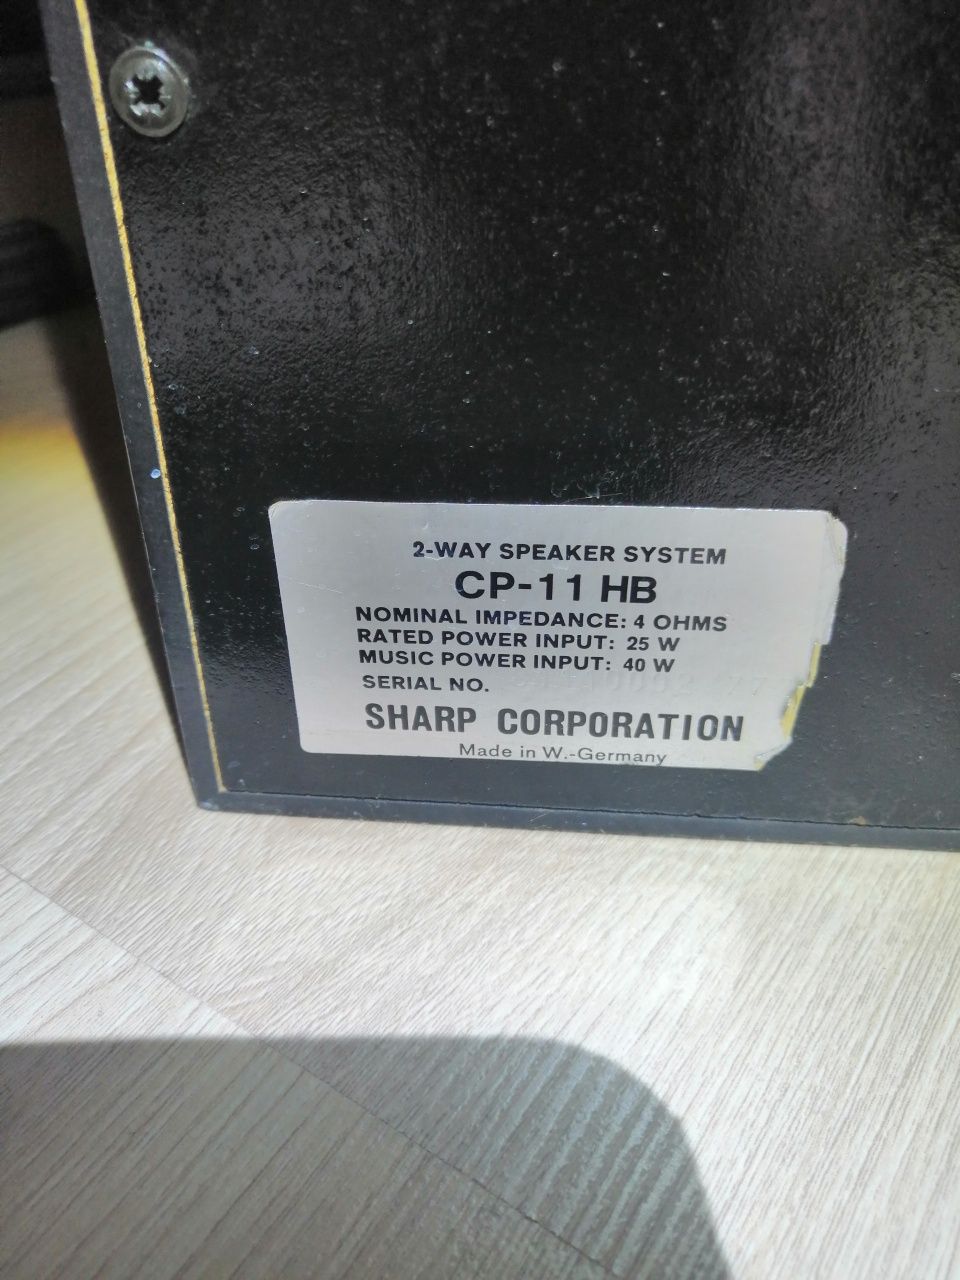 2-WAY SPEAKER SYSTEM
CP-11 HB
NOMINAL IMPEDANCE: 4 OHMS
RATED POWER INPUT: 25 W
MUSIC POWER INPUT: 40 W
SERIAL NO.
SHARP CORPORATION
Made in W.-Germany